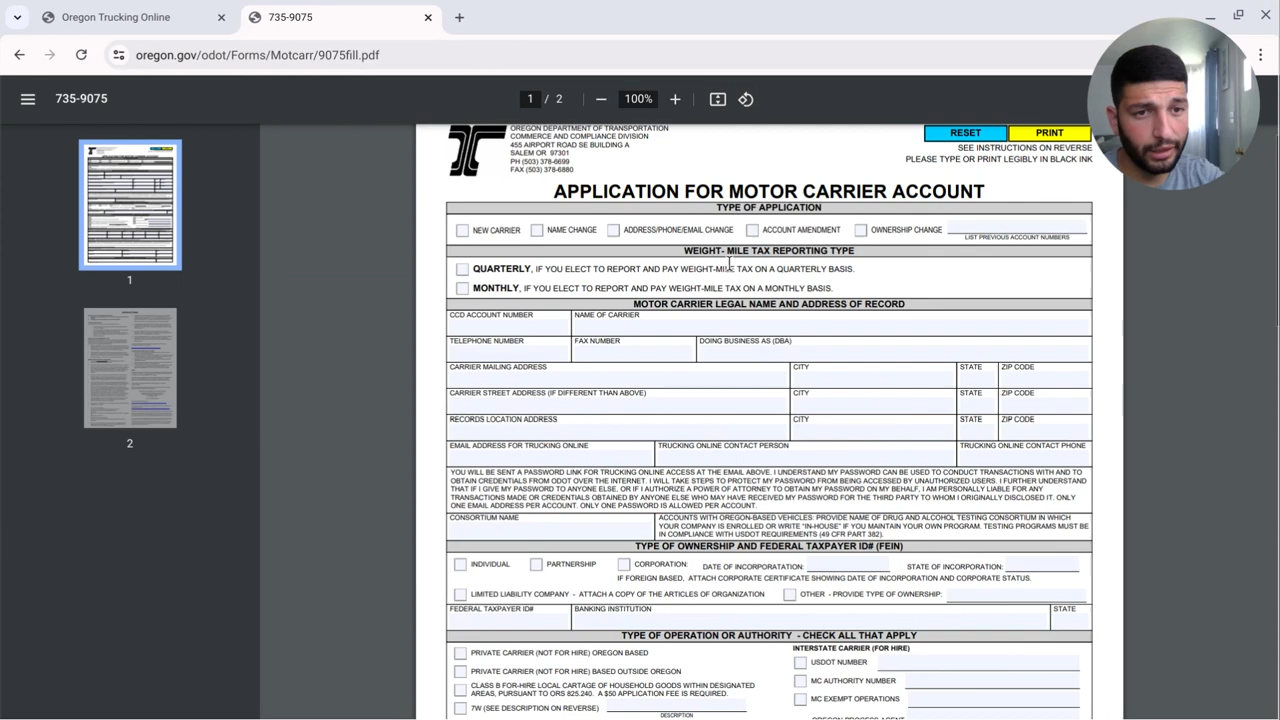 Oregon Trucking Online
735-9075
oregon.gov/odot/Forms/Motcarr/9075fill.pdf
735-9075
1 / 2
100%
1
2
OREGON DEPARTMENT OF TRANSPORTATION
COMMERCE AND COMPLIANCE DIVISION
455 AIRPORT ROAD SE BUILDING A
SALEM OR 97301
PH (503) 378-6699
FAX (503) 378-6880
RESET PRINT
SEE INSTRUCTIONS ON REVERSE
PLEASE TYPE OR PRINT LEGIBLY IN BLACK INK
APPLICATION FOR MOTOR CARRIER ACCOUNT
TYPE OF APPLICATION
NEW CARRIER NAME CHANGE ADDRESS/PHONE/EMAIL CHANGE ACCOUNT AMENDMENT OWNERSHIP CHANGE
LIST PREVIOUS ACCOUNT NUMBERS
WEIGHT- MILE TAX REPORTING TYPE
QUARTERLY, IF YOU ELECT TO REPORT AND PAY WEIGHT-MILE TAX ON A QUARTERLY BASIS.
MONTHLY, IF YOU ELECT TO REPORT AND PAY WEIGHT-MILE TAX ON A MONTHLY BASIS.
MOTOR CARRIER LEGAL NAME AND ADDRESS OF RECORD
CCD ACCOUNT NUMBER NAME OF CARRIER
TELEPHONE NUMBER FAX NUMBER DOING BUSINESS AS (DBA)
CARRIER MAILING ADDRESS CITY STATE ZIP CODE
CARRIER STREET ADDRESS (IF DIFFERENT THAN ABOVE) CITY STATE ZIP CODE
RECORDS LOCATION ADDRESS CITY STATE ZIP CODE
EMAIL ADDRESS FOR TRUCKING ONLINE TRUCKING ONLINE CONTACT PERSON TRUCKING ONLINE CONTACT PHONE
YOU WILL BE SENT A PASSWORD LINK FOR TRUCKING ONLINE ACCESS AT THE EMAIL ABOVE. I UNDERSTAND MY PASSWORD CAN BE USED TO CONDUCT TRANSACTIONS WITH AND TO
OBTAIN CREDENTIALS FROM ODOT OVER THE INTERNET. I WILL TAKE STEPS TO PROTECT MY PASSWORD FROM BEING ACCESSED BY UNAUTHORIZED USERS. I FURTHER UNDERSTAND
THAT IF I GIVE MY PASSWORD TO ANYONE ELSE, OR IF I AUTHORIZE A POWER OF ATTORNEY TO OBTAIN MY PASSWORD ON MY BEHALF, I AM PERSONALLY LIABLE FOR ANY
TRANSACTIONS MADE OR CREDENTIALS OBTAINED BY ANYONE ELSE WHO MAY HAVE RECEIVED MY PASSWORD FOR THE THIRD PARTY TO WHOM I ORIGINALLY DISCLOSED IT. ONLY
ONE EMAIL ADDRESS PER ACCOUNT. ONLY ONE PASSWORD IS ALLOWED PER ACCOUNT.
CONSORTIUM NAME
ACCOUNTS WITH OREGON-BASED VEHICLES: PROVIDE NAME OF DRUG AND ALCOHOL TESTING CONSORTIUM IN WHICH
YOUR COMPANY IS ENROLLED OR WRITE "IN-HOUSE" IF YOU MAINTAIN YOUR OWN PROGRAM. TESTING PROGRAMS MUST BE
IN COMPLIANCE WITH USDOT REQUIREMENTS (49 CFR PART 382).
TYPE OF OWNERSHIP AND FEDERAL TAXPAYER ID# (FEIN)
INDIVIDUAL PARTNERSHIP CORPORATION: DATE OF INCORPORATATION: STATE OF INCORPORATION:
IF FOREIGN BASED, ATTACH CORPORATE CERTIFICATE SHOWING DATE OF INCORPORATION AND CORPORATE STATUS.
LIMITED LIABILITY COMPANY - ATTACH A COPY OF THE ARTICLES OF ORGANIZATION OTHER - PROVIDE TYPE OF OWNERSHIP:
FEDERAL TAXPAYER ID# BANKING INSTITUTION STATE
TYPE OF OPERATION OR AUTHORITY - CHECK ALL THAT APPLY
PRIVATE CARRIER (NOT FOR HIRE) OREGON BASED
PRIVATE CARRIER (NOT FOR HIRE) BASED OUTSIDE OREGON
CLASS B FOR-HIRE LOCAL CARTAGE OF HOUSEHOLD GOODS WITHIN DESIGNATED
AREAS, PURSUANT TO ORS 825.240. A $50 APPLICATION FEE IS REQUIRED.
7W (SEE DESCRIPTION ON REVERSE)
DESCRIPTION
INTERSTATE CARRIER (FOR HIRE)
USDOT NUMBER
MC AUTHORITY NUMBER
MC EXEMPT OPERATIONS